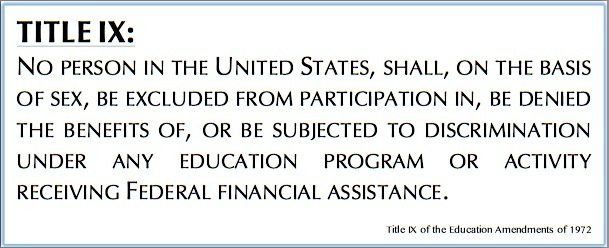 TITLE IX:
NO PERSON IN THE UNITED STATES, SHALL, ON THE BASIS
OF SEX, BE EXCLUDED FROM PARTICIPATION IN, BE DENIED
THE BENEFITS OF, OR BE SUBJECTED TO DISCRIMINATION
UNDER ANY EDUCATION PROGRAM OR ACTIVITY
RECEIVING FEDERAL FINANCIAL ASSISTANCE.
Title IX of the Education Amendments of 1972